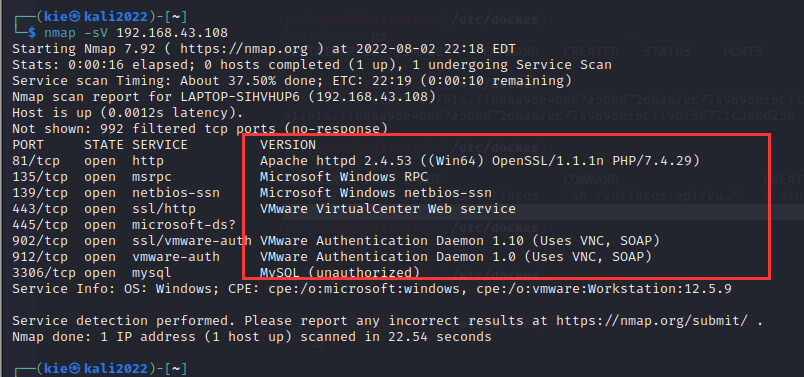 ┌──(kie㉿kali2022)-[~]
└─$ nmap -sV 192.168.43.108
Starting Nmap 7.92 ( https://nmap.org ) at 2022-08-02 22:18 EDT
Stats: 0:00:16 elapsed; 0 hosts completed (1 up), 1 undergoing Service Scan
Service scan Timing: About 37.50% done; ETC: 22:19 (0:00:10 remaining)
Nmap scan report for LAPTOP-SIHVHUP6 (192.168.43.108)
Host is up (0.0012s latency).
Not shown: 992 filtered tcp ports (no-response)
PORT     STATE SERVICE         VERSION
81/tcp   open  http            Apache httpd 2.4.53 ((Win64) OpenSSL/1.1.1n PHP/7.4.29)
135/tcp  open  msrpc           Microsoft Windows RPC
139/tcp  open  netbios-ssn     Microsoft Windows netbios-ssn
443/tcp  open  ssl/http        VMware VirtualCenter Web service
445/tcp  open  microsoft-ds?
902/tcp  open  ssl/vmware-auth VMware Authentication Daemon 1.10 (Uses VNC, SOAP)
912/tcp  open  vmware-auth     VMware Authentication Daemon 1.0 (Uses VNC, SOAP)
3306/tcp open  mysql           MySQL (unauthorized)
Service Info: OS: Windows; CPE: cpe:/o:microsoft:windows, cpe:/o:vmware:Workstation:12.5.9

Service detection performed. Please report any incorrect results at https://nmap.org/submit/ .
Nmap done: 1 IP address (1 host up) scanned in 22.54 seconds

┌──(kie㉿kali2022)-[~]